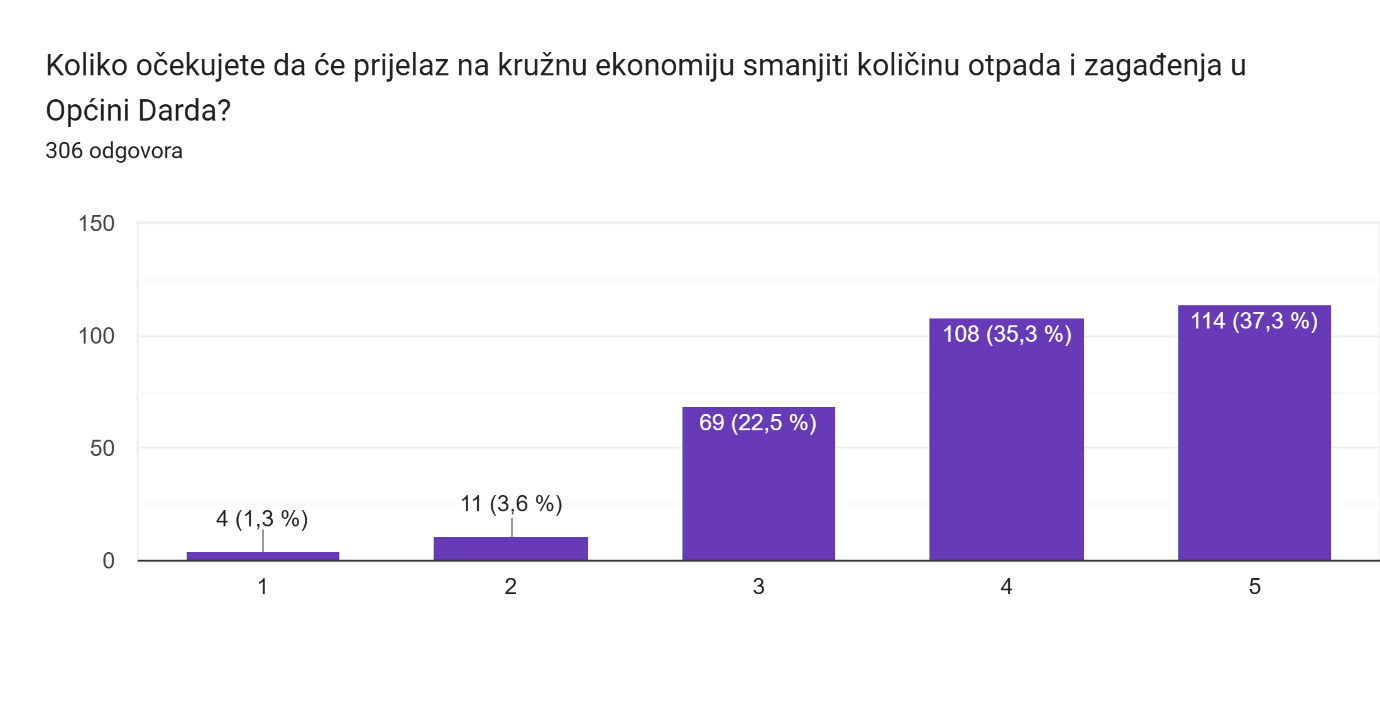 Koliko očekujete da će prijelaz na kružnu ekonomiju smanjiti količinu otpada i zagađenja u
Općini Darda?
306 odgovora
150
100
50
0
4 (1,3 %)
11 (3,6 %)
69 (22,5 %)
108 (35,3 %)
114 (37,3 %)
1
2
3
4
5